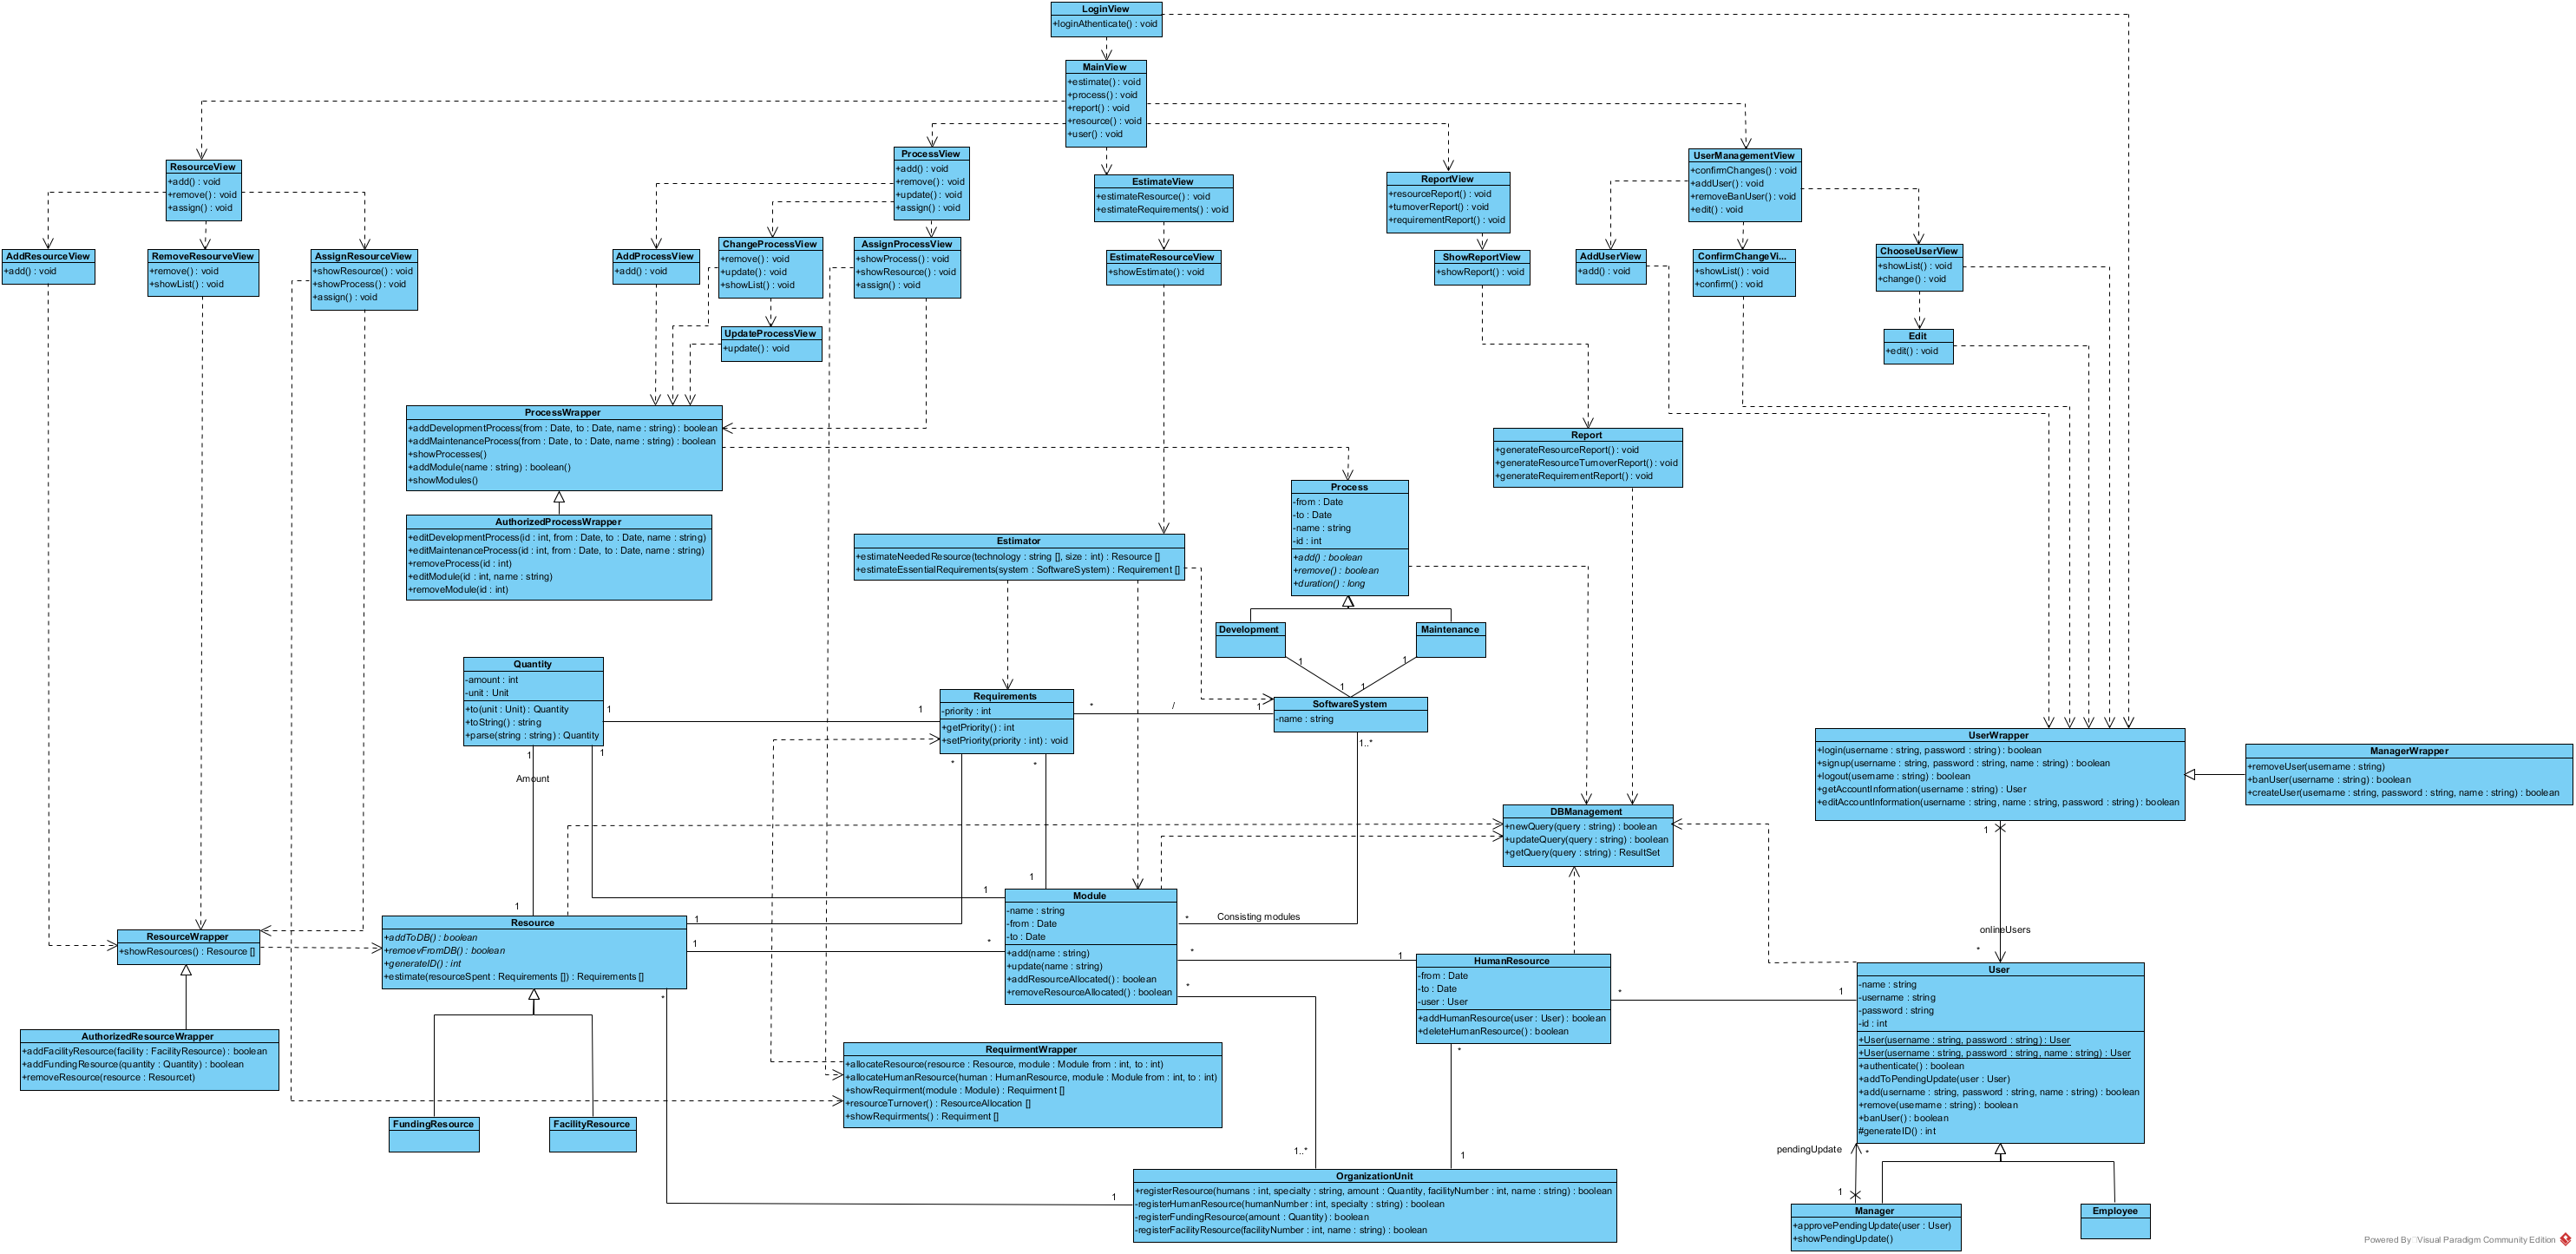 LoginView
+loginAthenticate() : void
MainView
+estimate() : void
+process() : void
+report() : void
+resource() : void
+user() : void
ResourceView
+add() : void
+remove() : void
+assign() : void
ProcessView
+add() : void
+remove() : void
+update() : void
+assign() : void
EstimateView
+estimateResource() : void
+estimateRequirements() : void
ReportView
+resourceReport() : void
+turnoverReport() : void
+requirementReport() : void
UserManagementView
+confirmChanges() : void
+addUser() : void
+removeBanUser() : void
+edit() : void
AddResourceView
+add() : void
RemoveResourveView
+remove() : void
+showList() : void
AssignResourceView
+showResource() : void
+showProcess() : void
+assign() : void
AddProcessView
+add() : void
ChangeProcessView
+remove() : void
+update() : void
+showList() : void
AssignProcessView
+showProcess() : void
+showResource() : void
+assign() : void
EstimateResourceView
+showEstimate() : void
ShowReportView
+showReport() : void
AddUserView
+add() : void
ConfirmChangeVi...
+showList() : void
+confirm() : void
ChooseUserView
+showList() : void
+change() : void
UpdateProcessView
+update() : void
Edit
+edit() : void
ProcessWrapper
+addDevelopmentProcess(from : Date, to : Date, name : string) : boolean
+addMaintenanceProcess(from : Date, to : Date, name : string) : boolean
+showProcesses()
+addModule(name : string) : boolean()
+showModules()
Report
+generateResourceReport() : void
+generateResourceTurnoverReport() : void
+generateRequirementReport() : void
Process
-from : Date
-to : Date
-name : string
-id : int
+add() : boolean
+remove() : boolean
+duration() : long
AuthorizedProcessWrapper
+editDevelopmentProcess(id : int, from : Date, to : Date, name : string)
+editMaintenanceProcess(id : int, from : Date, to : Date, name : string)
+removeProcess(id : int)
+editModule(id : int, name : string)
+removeModule(id : int)
Estimator
+estimateNeededResource(technology : string [], size : int) : Resource []
+estimateEssentialRequirements(system : SoftwareSystem) : Requirement []
Development
Maintenance
1
1
1
1
Quantity
-amount : int
-unit : Unit
+to(unit : Unit) : Quantity
+toString() : string
+parse(string : string) : Quantity
1
1
Requirements
-priority : int
+getPriority() : int
+setPriority(priority : int) : void
*
/
1
SoftwareSystem
-name : string
1..*
UserWrapper
+login(username : string, password : string) : boolean
+signup(username : string, password : string, name : string) : boolean
+logout(username : string) : boolean
+getAccountInformation(username : string) : User
+editAccountInformation(username : string, name : string, password : string) : boolean
ManagerWrapper
+removeUser(username : string)
+banUser(username : string) : boolean
+createUser(username : string, password : string, name : string) : boolean
1
1
*
*
Amount
DBManagement
+newQuery(query : string) : boolean
+updateQuery(query : string) : boolean
+getQuery(query : string) : ResultSet
1
1
1
1
Module
-name : string
-from : Date
-to : Date
+add(name : string)
+update(name : string)
+addResourceAllocated() : boolean
+removeResourceAllocated() : boolean
*
Consisting modules
Resource
+addToDB() : boolean
+remoevFromDB() : boolean
+generateID() : int
+estimate(resourceSpent : Requirements []) : Requirements []
1
1
*
*
*
1
*
ResourceWrapper
+showResources() : Resource []
onlineUsers
*
HumanResource
-from : Date
-to : Date
-user : User
+addHumanResource(user : User) : boolean
+deleteHumanResource() : boolean
*
1
*
User
-name : string
-username : string
-password : string
-id : int
+User(username : string, password : string) : User
+User(username : string, password : string, name : string) : User
+authenticate() : boolean
+addToPendingUpdate(user : User)
+add(username : string, password : string, name : string) : boolean
+remove(username : string) : boolean
+banUser() : boolean
#generateID() : int
AuthorizedResourceWrapper
+addFacilityResource(facility : FacilityResource) : boolean
+addFundingResource(quantity : Quantity) : boolean
+removeResource(resource : Resourcet)
RequirmentWrapper
+allocateResource(resource : Resource, module : Module from : int, to : int)
+allocateHumanResource(human : HumanResource, module : Module from : int, to : int)
+showRequirment(module : Module) : Requirment []
+resourceTurnover() : ResourceAllocation []
+showRequirments() : Requirment []
FundingResource
FacilityResource
1..*
1
pendingUpdate
*
1
1
OrganizationUnit
+registerResource(humans : int, specialty : string, amount : Quantity, facilityNumber : int, name : string) : boolean
-registerHumanResource(humanNumber : int, specialty : string) : boolean
-registerFundingResource(amount : Quantity) : boolean
-registerFacilityResource(facilityNumber : int, name : string) : boolean
Manager
+approvePendingUpdate(user : User)
+showPendingUpdate()
Employee
Powered By Visual Paradigm Community Edition